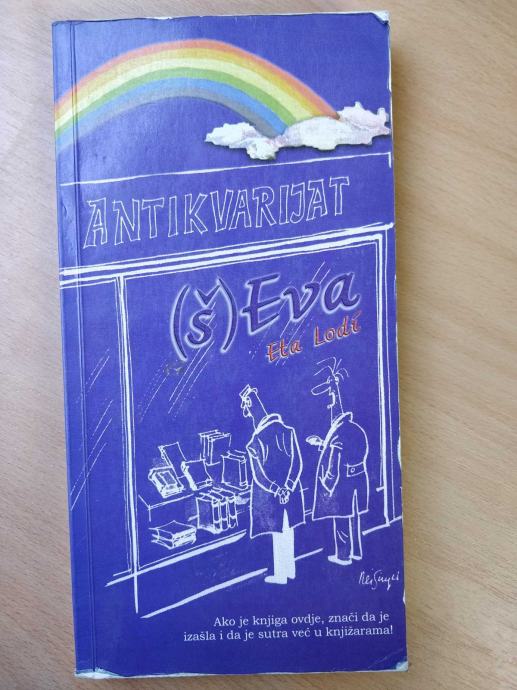 ANTIKVARIJAT
(š)Eva
Eta Lodi
Ako je knjiga ovdje, znači da je
izašla i da je sutra već u knjižarama!